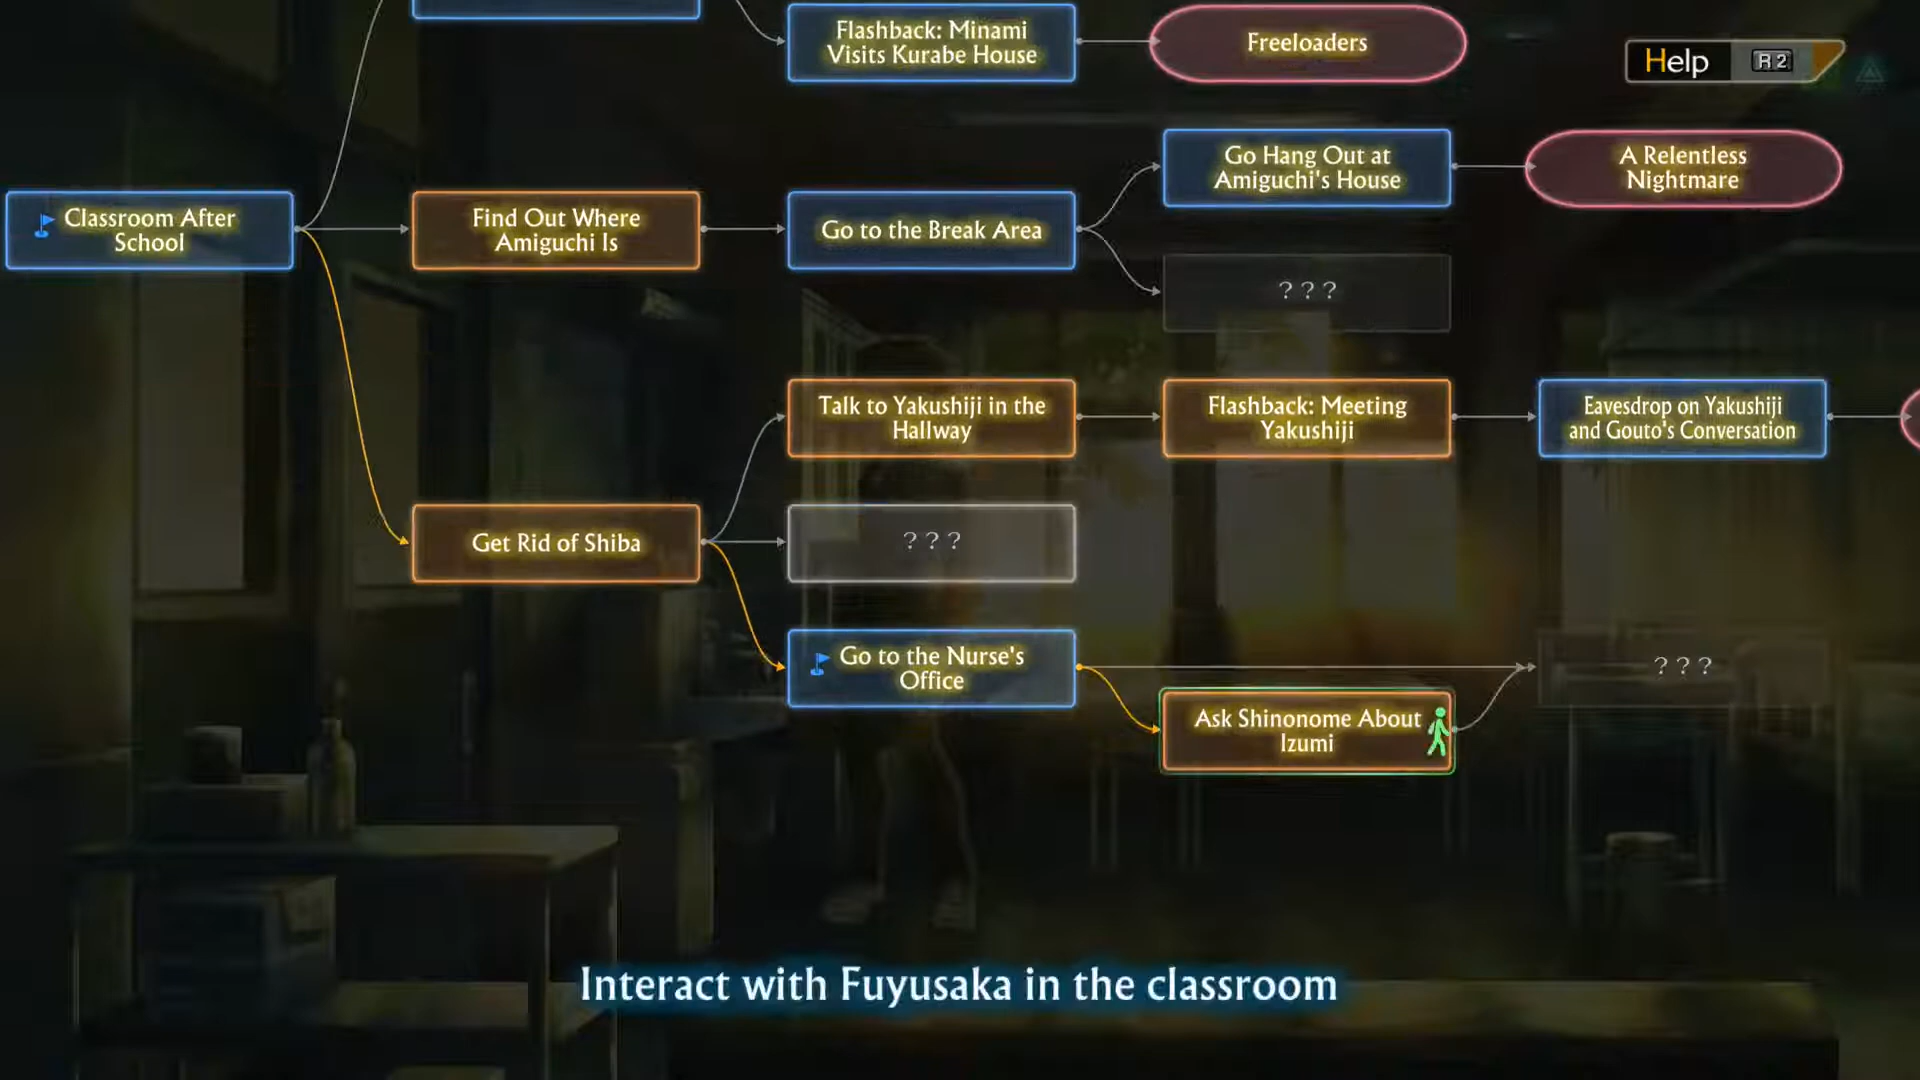 Flashback: Minami
Visits Kurabe House
Freeloaders
Help R2
Go Hang Out at
Amiguchi's House
A Relentless
Nightmare
Classroom After
School
Find Out Where
Amiguchi Is
Go to the Break Area
? ? ?
Talk to Yakushiji in the
Hallway
Flashback: Meeting
Yakushiji
Eavesdrop on Yakushiji
and Gouto's Conversation
Get Rid of Shiba
? ? ?
Go to the Nurse's
Office
? ? ?
Ask Shinonome About
Izumi
Interact with Fuyusaka in the classroom